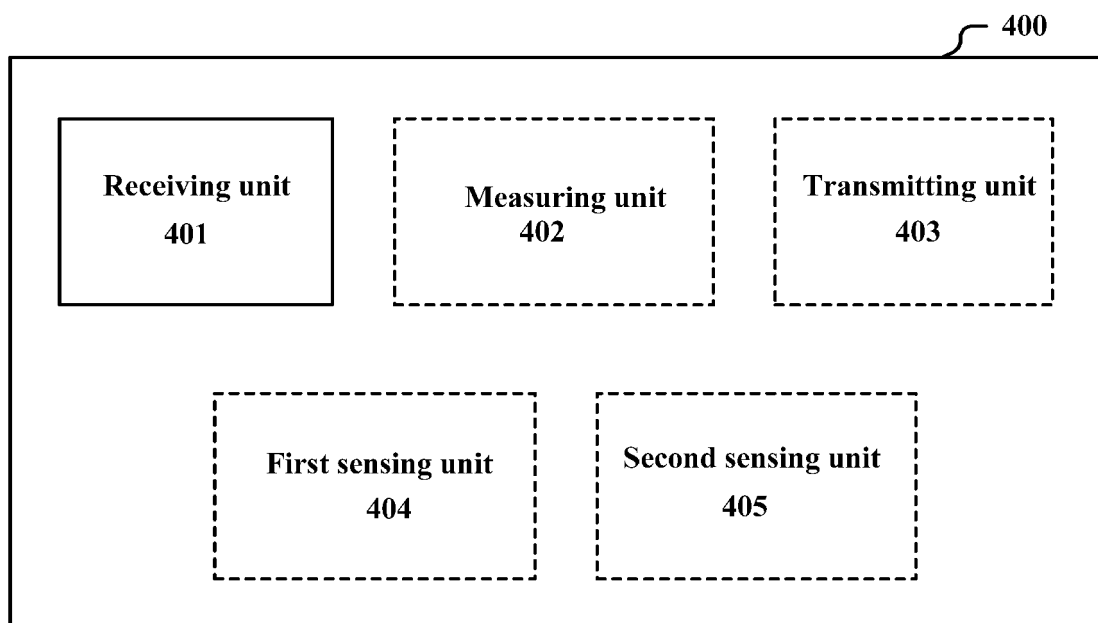 400
Receiving unit
401
Measuring unit
402
Transmitting unit
403
First sensing unit
404
Second sensing unit
405